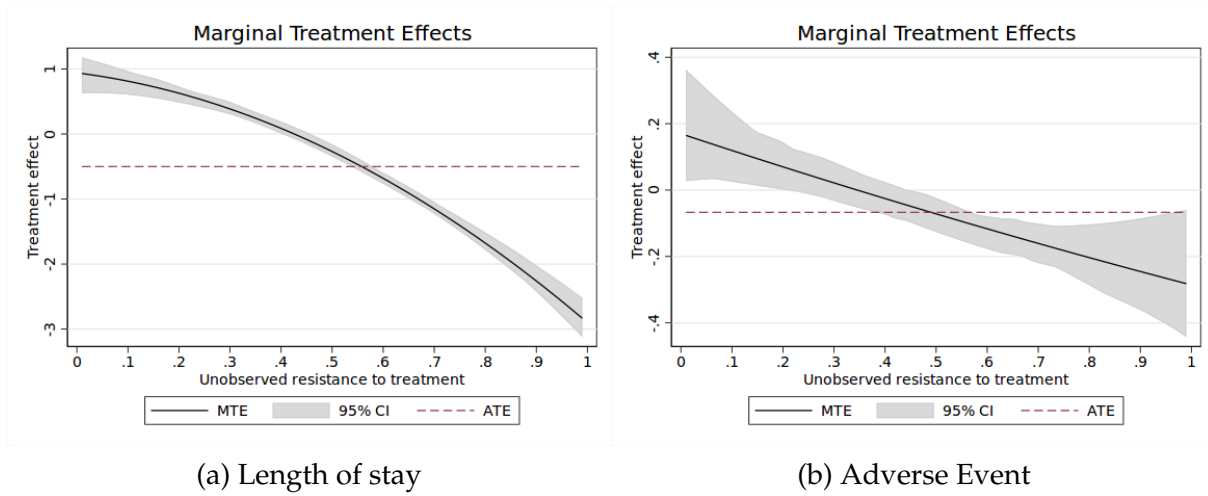 Marginal Treatment Effects
Treatment effect
1
0
-1
-2
-3
0 .1 .2 .3 .4 .5 .6 .7 .8 .9 1
Unobserved resistance to treatment
MTE 95% CI ATE
(a) Length of stay
Marginal Treatment Effects
Treatment effect
.4
.2
0
-.2
-.4
0 .1 .2 .3 .4 .5 .6 .7 .8 .9 1
Unobserved resistance to treatment
MTE 95% CI ATE
(b) Adverse Event